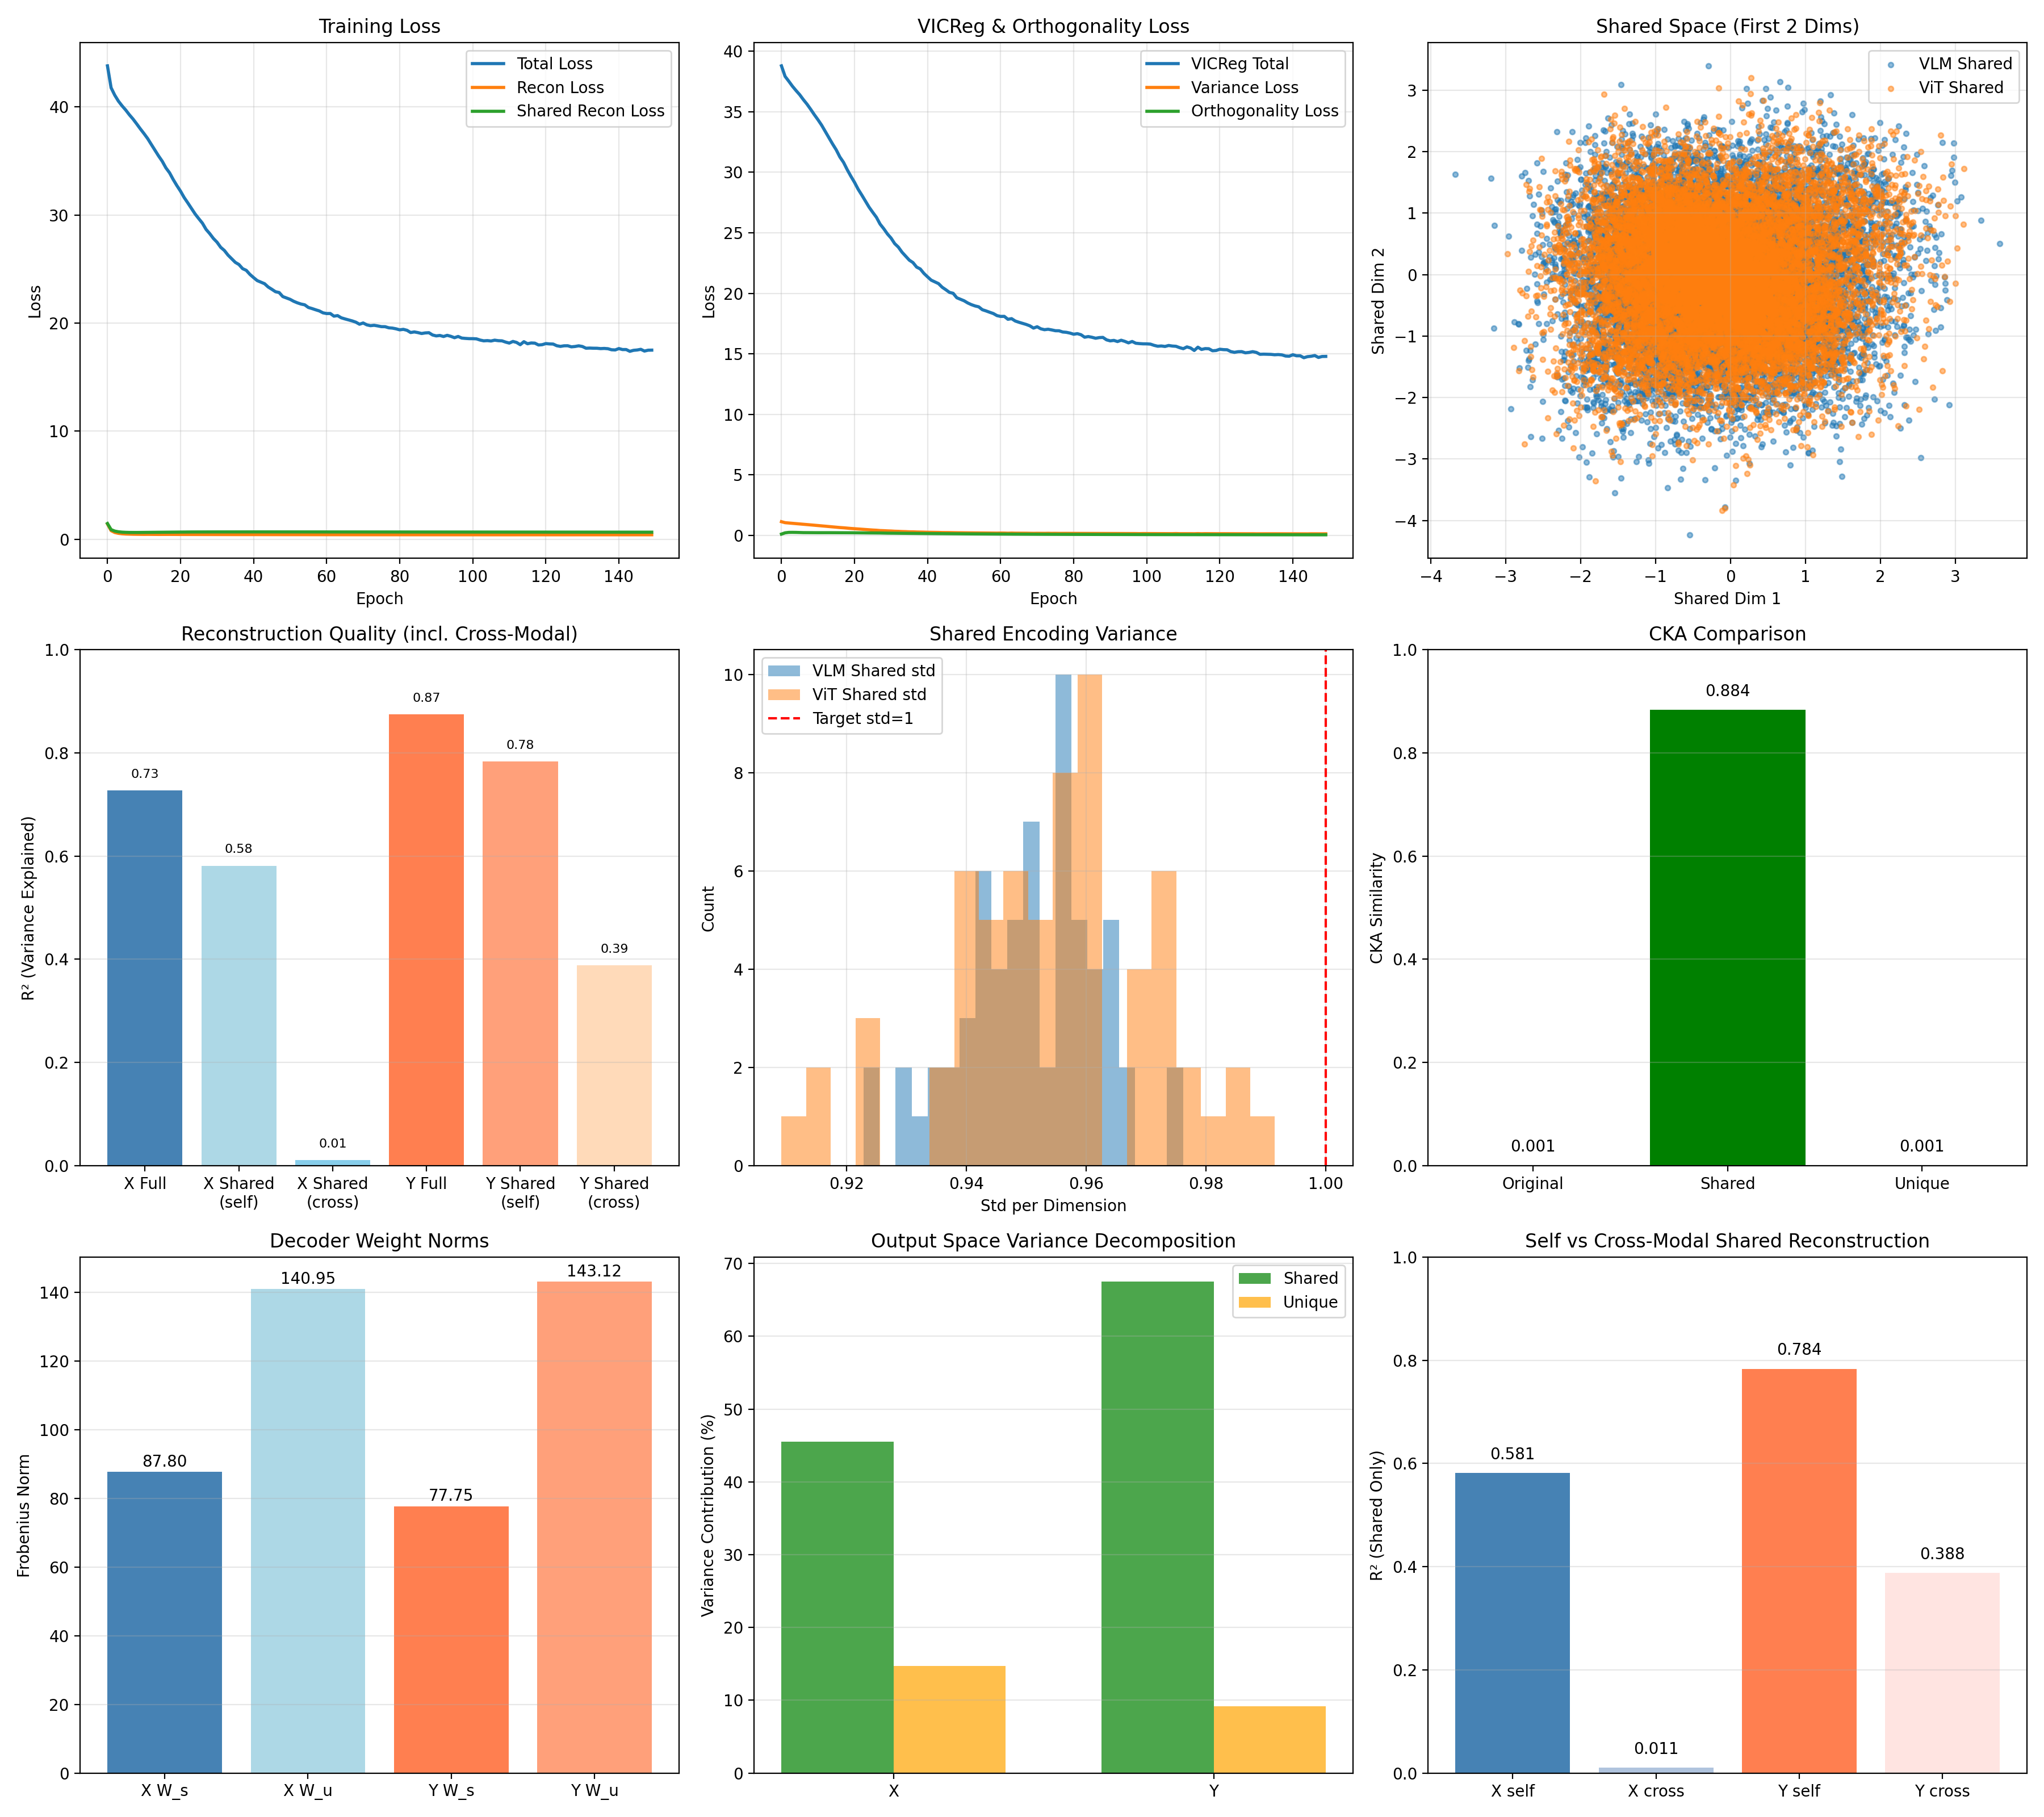 Training Loss
Total Loss
Recon Loss
Shared Recon Loss
40
30
20
10
0
Loss
0 20 40 60 80 100 120 140
Epoch
VICReg & Orthogonality Loss
VICReg Total
Variance Loss
Orthogonality Loss
40
35
30
25
20
15
10
5
0
Loss
0 20 40 60 80 100 120 140
Epoch
Shared Space (First 2 Dims)
VLM Shared
ViT Shared
3
2
1
0
−1
−2
−3
−4
Shared Dim 2
−4 −3 −2 −1 0 1 2 3
Shared Dim 1
Reconstruction Quality (incl. Cross-Modal)
1.0
0.8
0.6
0.4
0.2
0.0
R² (Variance Explained)
0.73
0.58
0.01
0.87
0.78
0.39
X Full
X Shared
(self)
X Shared
(cross)
Y Full
Y Shared
(self)
Y Shared
(cross)
Shared Encoding Variance
VLM Shared std
ViT Shared std
Target std=1
10
8
6
4
2
0
Count
0.92 0.94 0.96 0.98 1.00
Std per Dimension
CKA Comparison
1.0
0.8
0.6
0.4
0.2
0.0
CKA Similarity
0.001
0.884
0.001
Original Shared Unique
Decoder Weight Norms
140
120
100
80
60
40
20
0
Frobenius Norm
87.80
140.95
77.75
143.12
X W_s X W_u Y W_s Y W_u
Output Space Variance Decomposition
Shared
Unique
70
60
50
40
30
20
10
0
Variance Contribution (%)
X Y
Self vs Cross-Modal Shared Reconstruction
1.0
0.8
0.6
0.4
0.2
0.0
R² (Shared Only)
0.581
0.011
0.784
0.388
X self X cross Y self Y cross